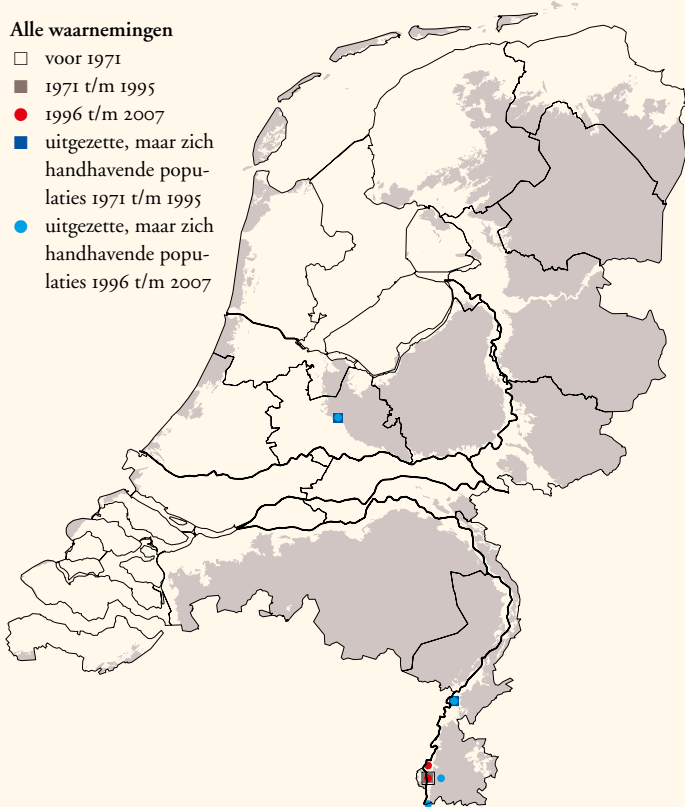 Alle waarnemingen
voor 1971
1971 t/m 1995
1996 t/m 2007
uitgezette, maar zich
handhavende popu-
laties 1971 t/m 1995
uitgezette, maar zich
handhavende popu-
laties 1996 t/m 2007